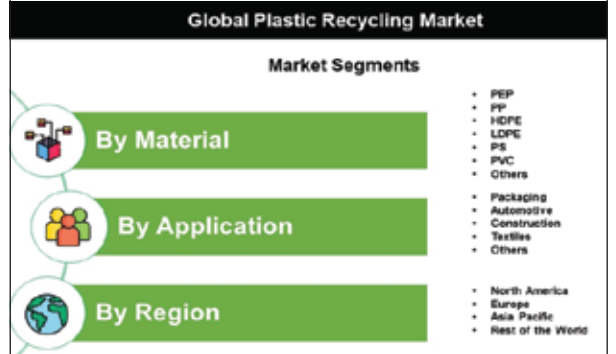 Global Plastic Recycling Market
Market Segments
By Material
• PEP
• PP
• HDPE
• LDPE
• PS
• PVC
• Others
By Application
• Packaging
• Automotive
• Construction
• Textiles
• Others
By Region
• North America
• Europe
• Asia Pacific
• Rest of the World